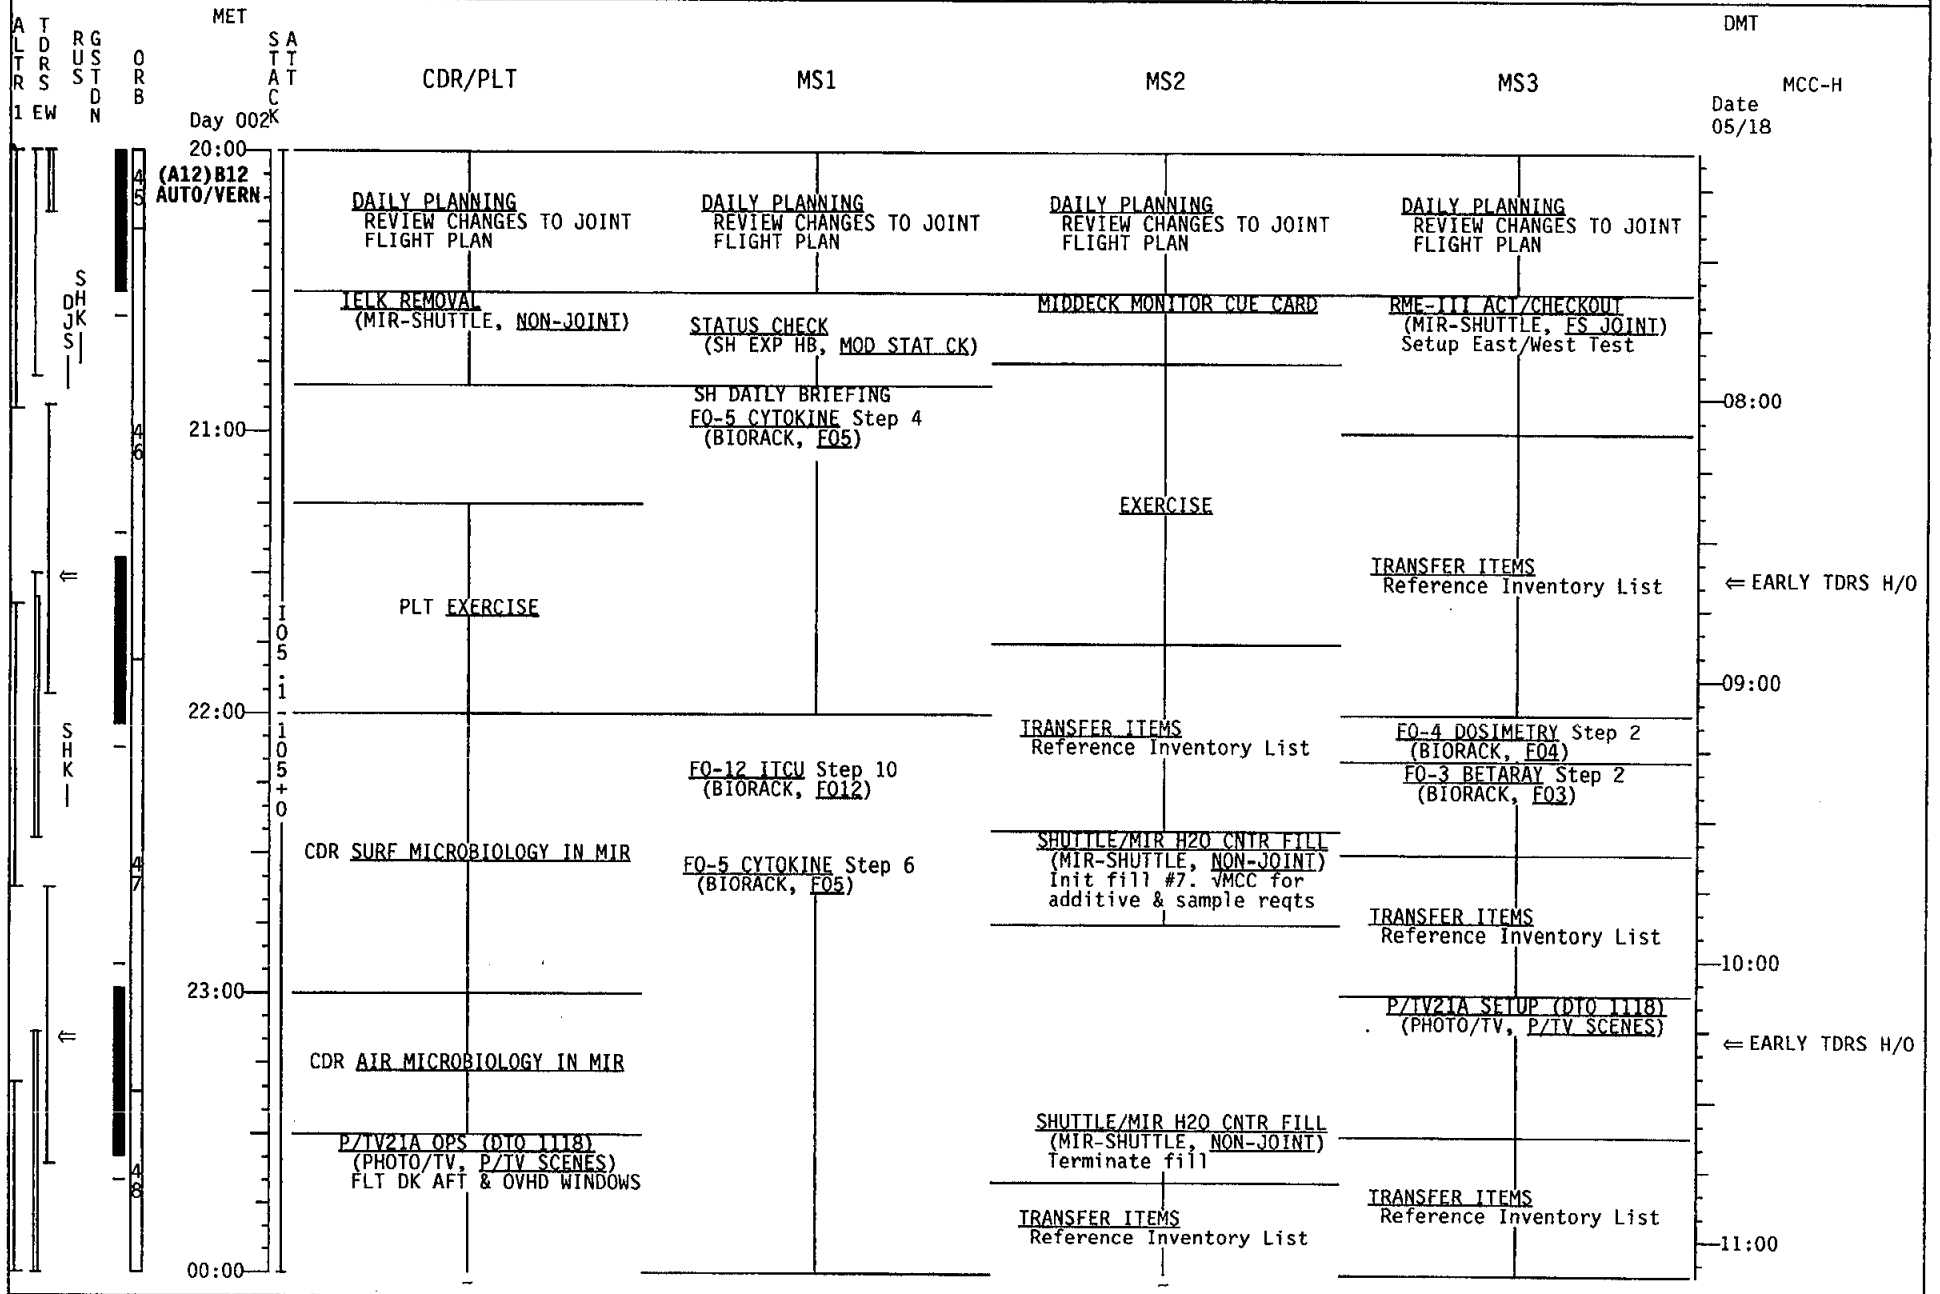 MET
DMT
ALTR 1
TDRS EW
RUS
GSTDN
ORB
ATT
STACK
CDR/PLT
MS1
MS2
MS3
MCC-H
Day 002
Date
05/18
20:00
(A12)B12
AUTO/VERN
45
DAILY PLANNING
REVIEW CHANGES TO JOINT
FLIGHT PLAN
DAILY PLANNING
REVIEW CHANGES TO JOINT
FLIGHT PLAN
DAILY PLANNING
REVIEW CHANGES TO JOINT
FLIGHT PLAN
DAILY PLANNING
REVIEW CHANGES TO JOINT
FLIGHT PLAN
DJS
SHK
IELK REMOVAL
(MIR-SHUTTLE, NON-JOINT)
STATUS CHECK
(SH EXP HB, MOD STAT CK)
MIDDECK MONITOR CUE CARD
RME-III ACT/CHECKOUT
(MIR-SHUTTLE, FS JOINT)
Setup East/West Test
SH DAILY BRIEFING
FO-5 CYTOKINE Step 4
(BIORACK, FO5)
08:00
21:00
46
EXERCISE
TRANSFER ITEMS
Reference Inventory List
⇐
⇐ EARLY TDRS H/O
PLT EXERCISE
I05.1-105+0
09:00
22:00
SHK
TRANSFER ITEMS
Reference Inventory List
FO-4 DOSIMETRY Step 2
(BIORACK, FO4)
FO-3 BETARAY Step 2
(BIORACK, FO3)
FO-12 ITCU Step 10
(BIORACK, FO12)
CDR SURF MICROBIOLOGY IN MIR
47
FO-5 CYTOKINE Step 6
(BIORACK, FO5)
SHUTTLE/MIR H2O CNTR FILL
(MIR-SHUTTLE, NON-JOINT)
Init fill #7. √MCC for
additive & sample reqts
TRANSFER ITEMS
Reference Inventory List
10:00
23:00
P/TV21A SETUP (DTO 1118)
(PHOTO/TV, P/TV SCENES)
⇐
⇐ EARLY TDRS H/O
CDR AIR MICROBIOLOGY IN MIR
P/TV21A OPS (DTO 1118)
(PHOTO/TV, P/TV SCENES)
FLT DK AFT & OVHD WINDOWS
48
SHUTTLE/MIR H2O CNTR FILL
(MIR-SHUTTLE, NON-JOINT)
Terminate fill
TRANSFER ITEMS
Reference Inventory List
TRANSFER ITEMS
Reference Inventory List
11:00
00:00